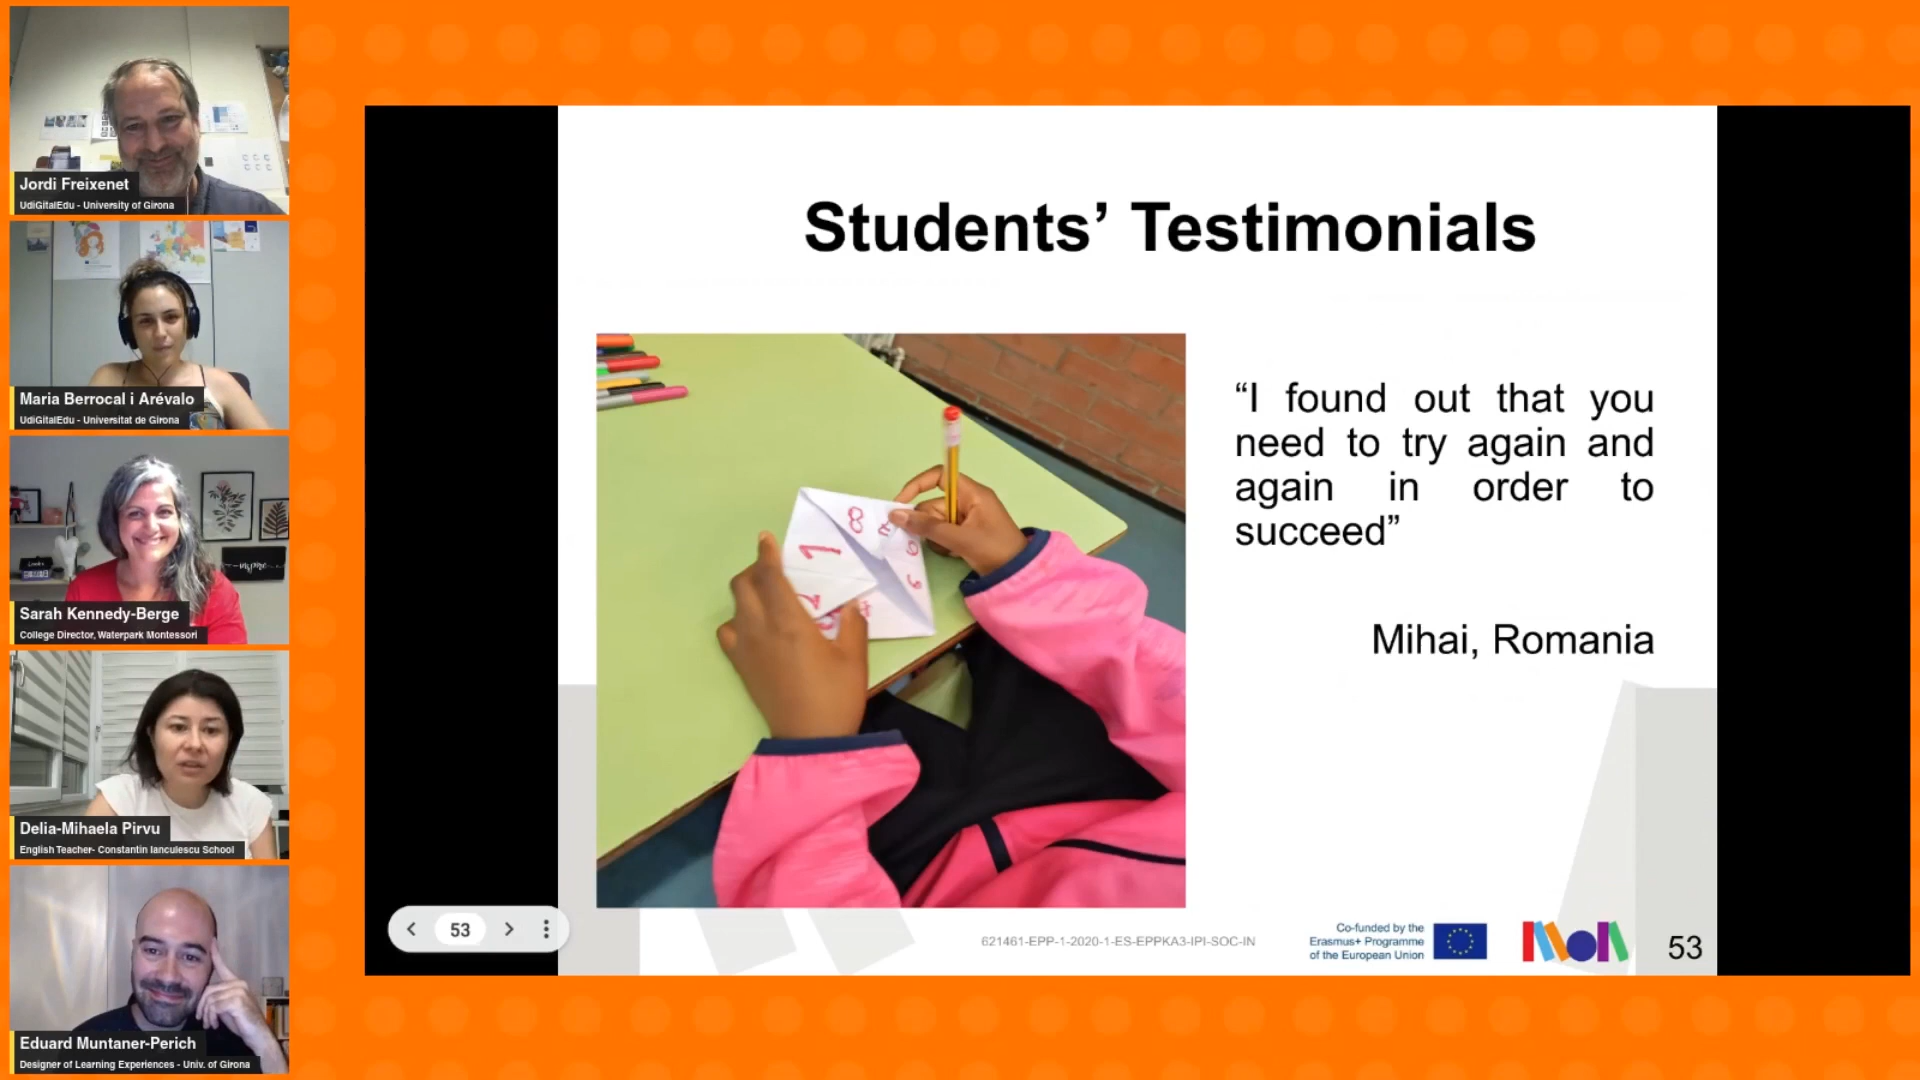 Jordi Freixenet
UdiGitalEdu - University of Girona
Maria Berrocal i Arévalo
UdiGitalEdu - Universitat de Girona
Sarah Kennedy-Berge
College Director, Waterpark Montessori
Delia-Mihaela Pirvu
English Teacher- Constantin Ianculescu School
Eduard Muntaner-Perich
Designer of Learning Experiences - Univ. of Girona
Students’ Testimonials
“I found out that you
need to try again and
again in order to
succeed”
Mihai, Romania
53
621461-EPP-1-2020-1-ES-EPPKA3-IPI-SOC-IN
Co-funded by the
Erasmus+ Programme
of the European Union
53